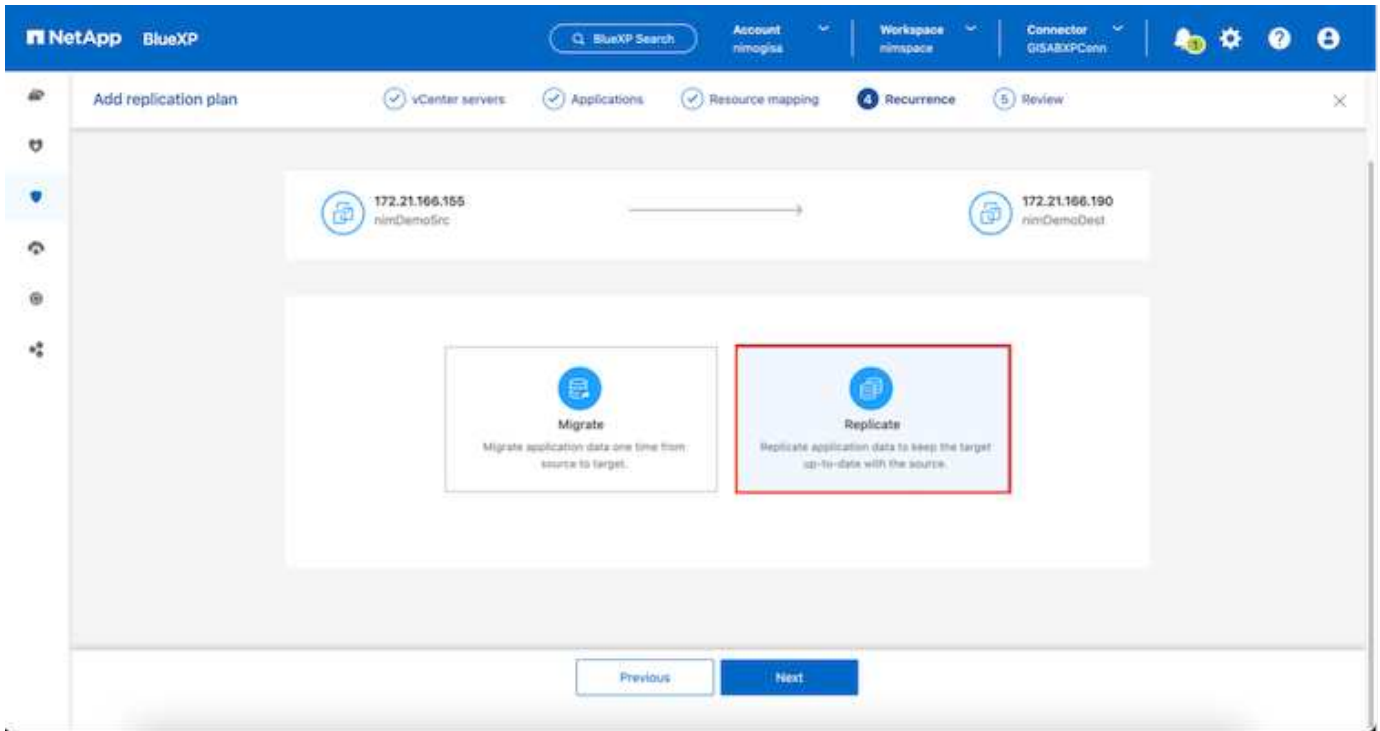 NetApp BlueXP
BlueXP Search
Account
nimogisa
Workspace
nimspace
Connector
GISABXPConn
1
Add replication plan
vCenter servers
Applications
Resource mapping
4 Recurrence
5 Review
172.21.166.155
nimDemoSrc
172.21.166.190
nimDemoDest
Migrate
Migrate application data one time from
source to target.
Replicate
Replicate application data to keep the target
up-to-date with the source.
Previous
Next